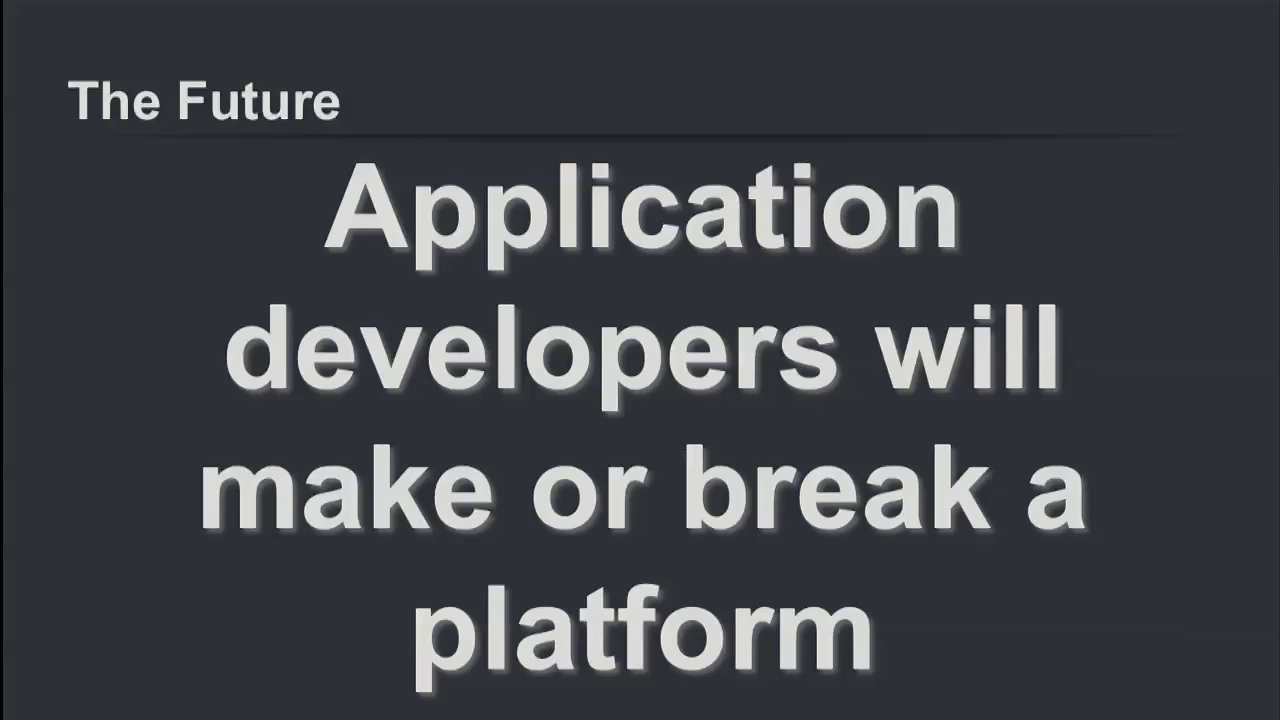 The Future
Application
developers will
make or break a
platform